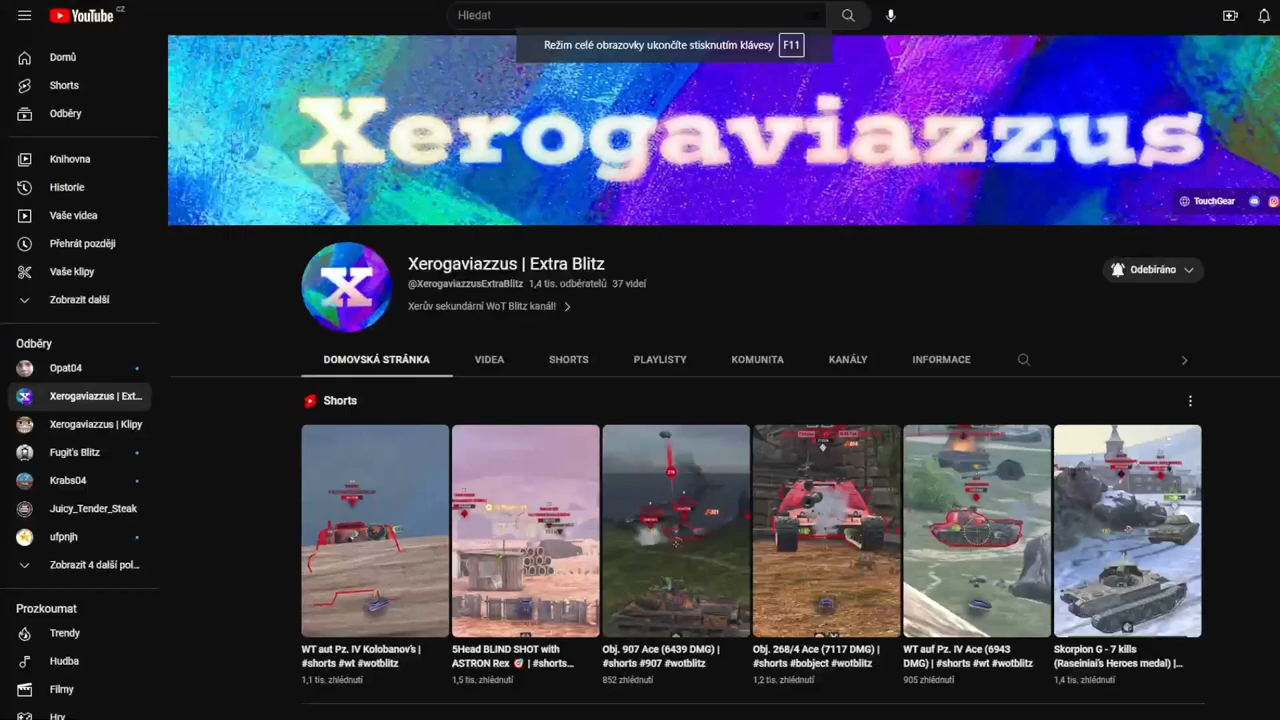 YouTube CZ
Hledat
Režim celé obrazovky ukončíte stisknutím klávesy F11
Domů
Shorts
Odběry
Knihovna
Historie
Vaše videa
Přehrát později
Vaše klipy
Zobrazit další
Odběry
Opat04
Xerogaviazzus | Ext...
Xerogaviazzus | Klipy
Fugit's Blitz
Krabs04
Juicy_Tender_Steak
ufpnjh
Zobrazit 4 další pol...
Prozkoumat
Trendy
Hudba
Filmy
Hry
Xerogaviazzus
TouchGear
X
Xerogaviazzus | Extra Blitz
@XerogaviazzusExtraBlitz 1,4 tis. odběratelů 37 videí
Xerův sekundární WoT Blitz kanál!
Odebíráno
DOMOVSKÁ STRÁNKA VIDEA SHORTS PLAYLISTY KOMUNITA KANÁLY INFORMACE
Shorts
WT aut Pz. IV Kolobanov's |
#shorts #wt #wotblitz
1,1 tis. zhlédnutí
5Head BLIND SHOT with
ASTRON Rex 🎯 | #shorts...
1,5 tis. zhlédnutí
Obj. 907 Ace (6439 DMG) |
#shorts #907 #wotblitz
852 zhlédnutí
Obj. 268/4 Ace (7117 DMG) |
#shorts #bobject #wotblitz
1,2 tis. zhlédnutí
WT auf Pz. IV Ace (6943
DMG) | #shorts #wt #wotblitz
905 zhlédnutí
Skorpion G - 7 kills
(Raseiniai's Heroes medal) |...
1,4 tis. zhlédnutí